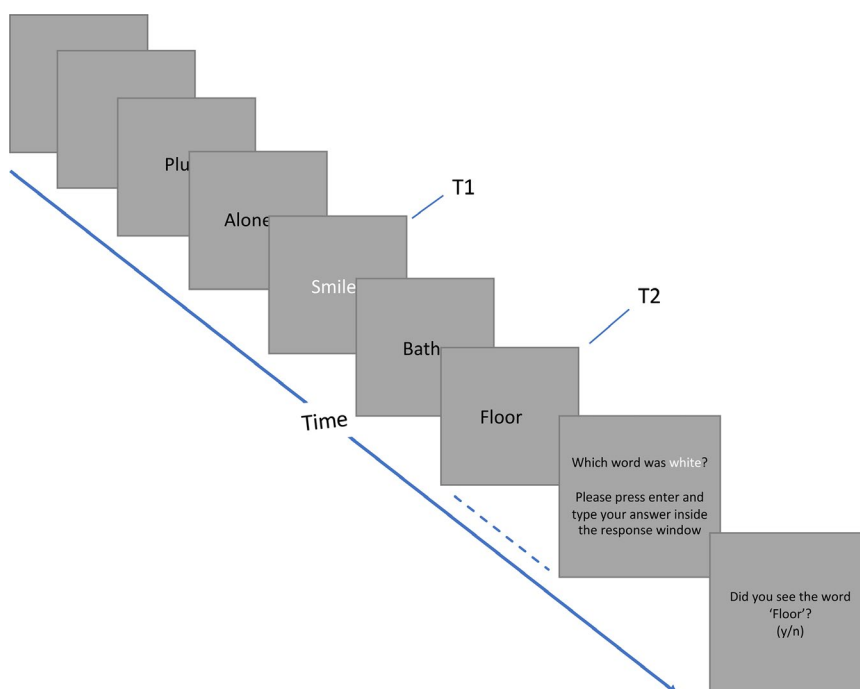 Plu
Alone
T1
Smile
Bath
T2
Floor
Time
Which word was white?
Please press enter and
type your answer inside
the response window
Did you see the word
‘Floor’?
(y/n)